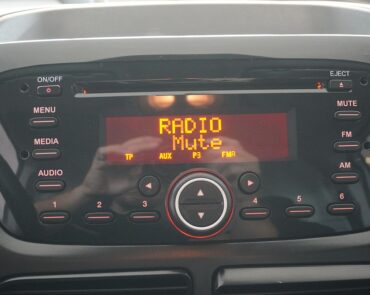 ON/OFF
EJECT
MENU
RADIO
MUTE
Mute
MEDIA
FM
TP AUX P3 FMA
AUDIO
AM
1 2 3 4 5 6